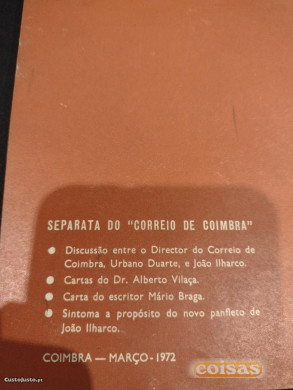 SEPARATA DO "CORREIO DE COIMBRA"
Discussão entre o Director do Correio de
Coimbra, Urbano Duarte, e João Ilharco.
Cartas do Dr. Alberto Vilaça.
Carta do escritor Mário Braga.
Sintoma a propósito do novo panfleto de
João Ilharco.
COIMBRA — MARÇO - 1972
CustoJusto.pt
coisas